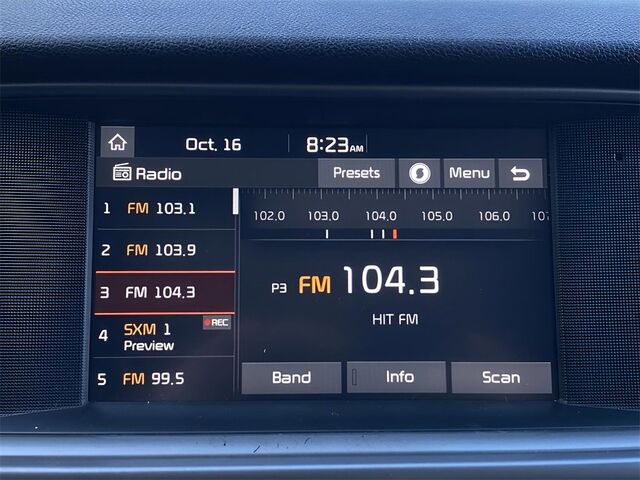 Oct. 16 8:23AM
Radio Presets Menu
1 FM 103.1
2 FM 103.9
3 FM 104.3
4 SXM 1 REC
Preview
5 FM 99.5
102.0 103.0 104.0 105.0 106.0 107
P3 FM 104.3
HIT FM
Band Info Scan